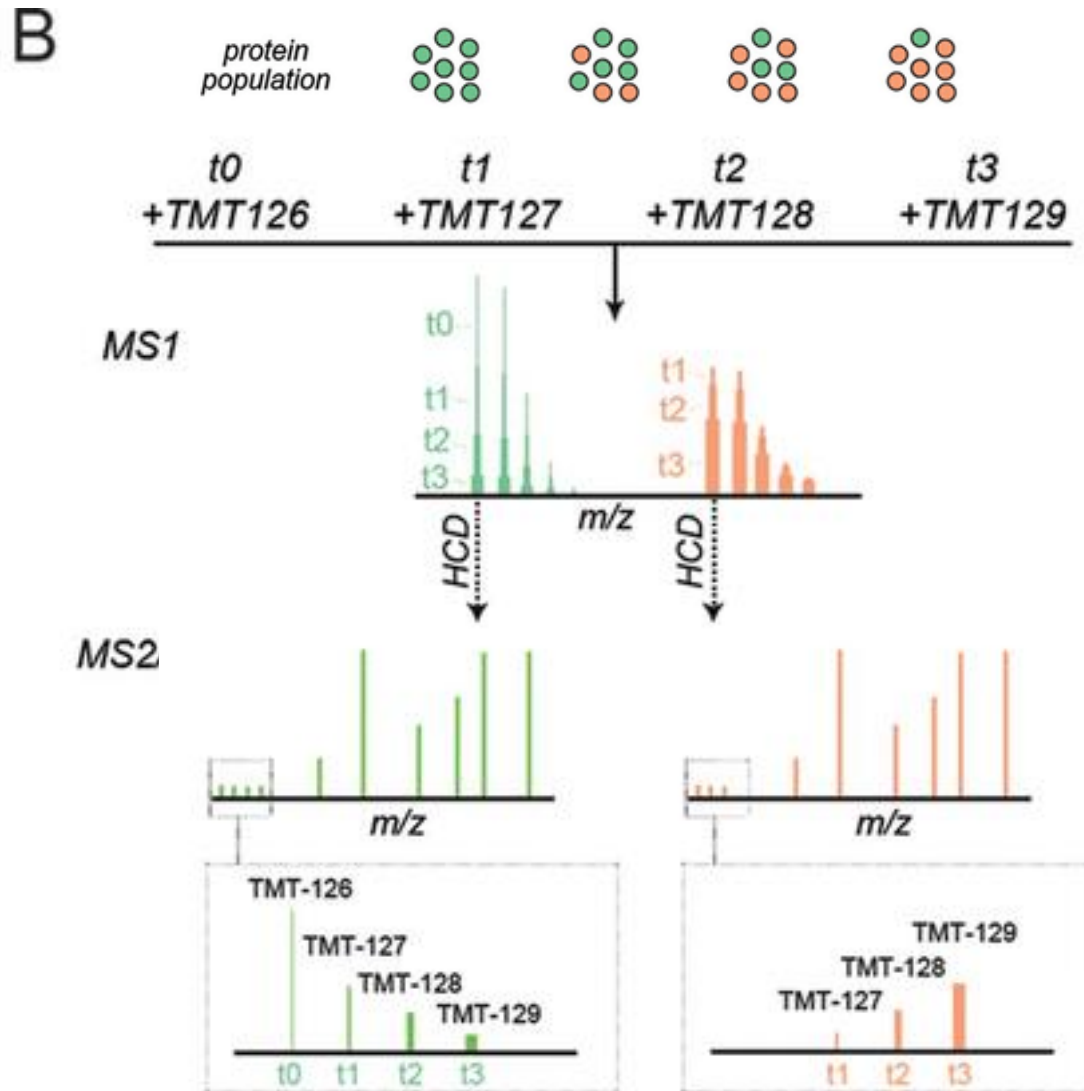 B
protein
population
t0 t1 t2 t3
+TMT126 +TMT127 +TMT128 +TMT129
MS1
t0
t1
t2
t3
t1
t2
t3
m/z
HCD
HCD
MS2
m/z
m/z
TMT-126
TMT-127
TMT-128
TMT-129
t0 t1 t2 t3
TMT-129
TMT-128
TMT-127
t1 t2 t3